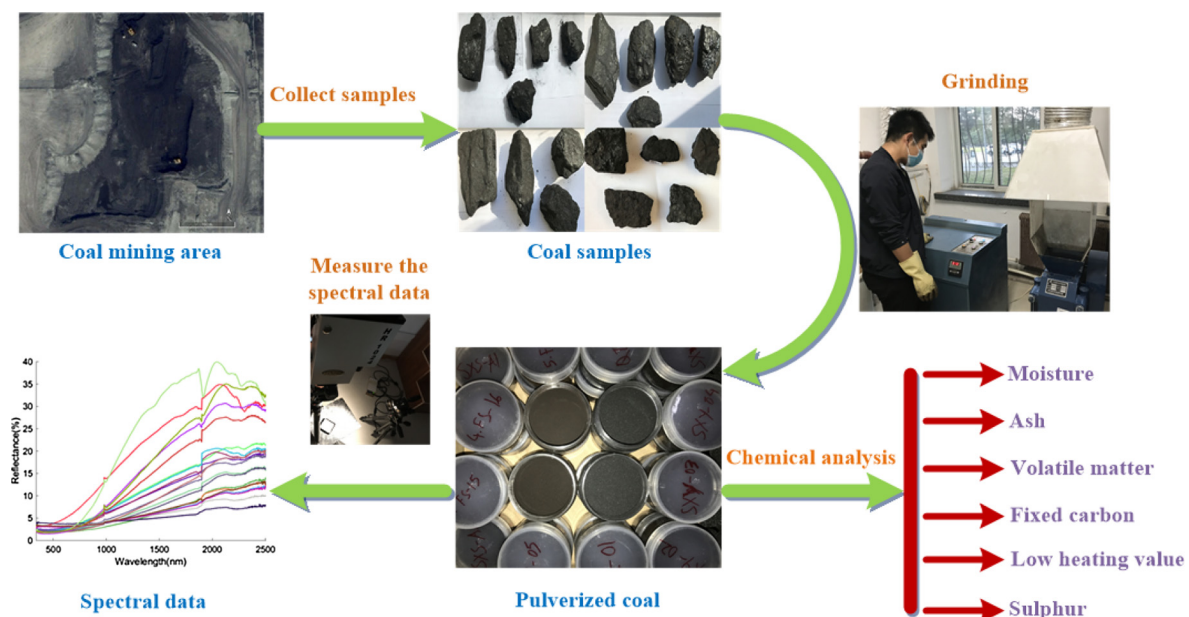 Collect samples
Grinding
Coal mining area
Coal samples
Measure the
spectral data
40
35
30
25
20
15
10
5
0
Reflectance(%)
500
1000
1500
2000
2500
Wavelength(nm)
Spectral data
Pulverized coal
Chemical analysis
Moisture
Ash
Volatile matter
Fixed carbon
Low heating value
Sulphur